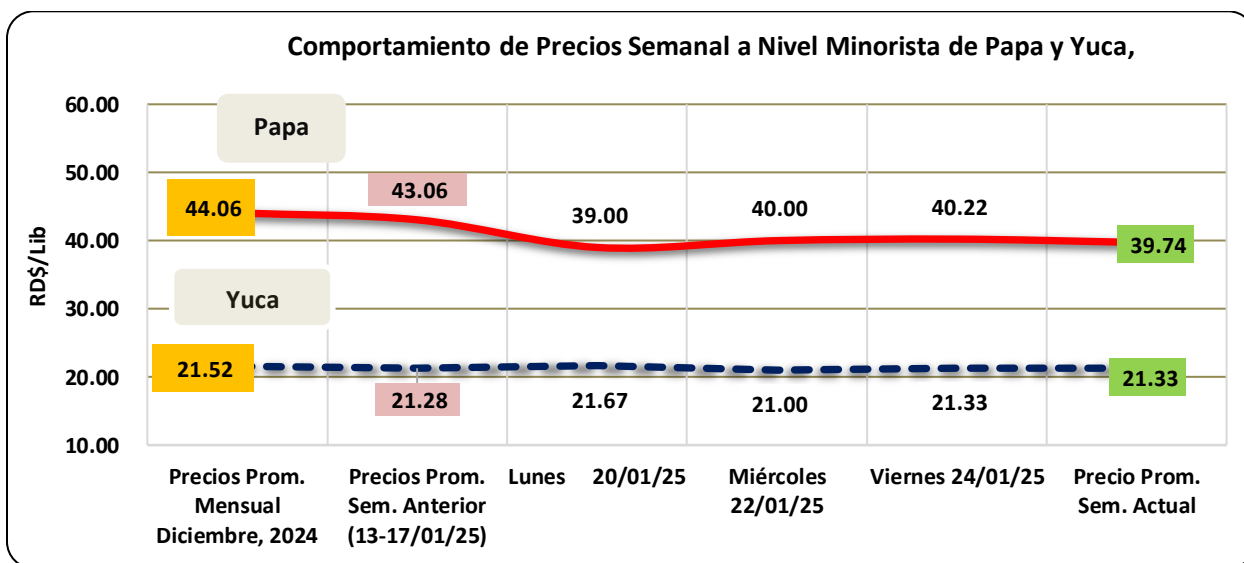 Comportamiento de Precios Semanal a Nivel Minorista de Papa y Yuca,
RD$/Lib
60.00
50.00
40.00
30.00
20.00
10.00
Papa
44.06
43.06
39.00
40.00
40.22
39.74
Yuca
21.52
21.28
21.67
21.00
21.33
21.33
Precios Prom.
Mensual
Diciembre, 2024
Precios Prom.
Sem. Anterior
(13-17/01/25)
Lunes 20/01/25
Miércoles
22/01/25
Viernes 24/01/25
Precio Prom.
Sem. Actual